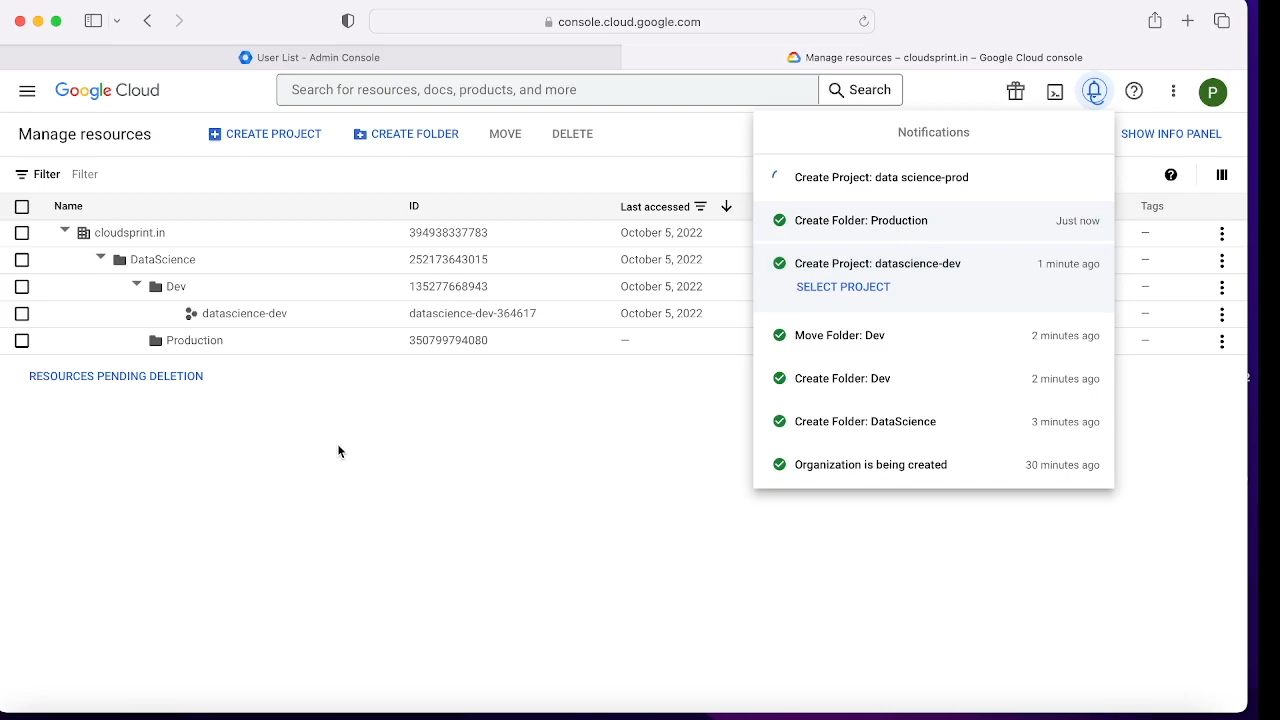 console.cloud.google.com
User List - Admin Console
Manage resources – cloudsprint.in – Google Cloud console
Google Cloud
Search for resources, docs, products, and more
Search
P
Manage resources
CREATE PROJECT
CREATE FOLDER
MOVE
DELETE
SHOW INFO PANEL
Filter Filter
Name ID Last accessed Tags
cloudsprint.in 394938337783 October 5, 2022 –
DataScience 252173643015 October 5, 2022 –
Dev 135277668943 October 5, 2022 –
datascience-dev datascience-dev-364617 October 5, 2022 –
Production 350799794080 – –
RESOURCES PENDING DELETION
Notifications
Create Project: data science-prod
Create Folder: Production Just now
Create Project: datascience-dev 1 minute ago
SELECT PROJECT
Move Folder: Dev 2 minutes ago
Create Folder: Dev 2 minutes ago
Create Folder: DataScience 3 minutes ago
Organization is being created 30 minutes ago